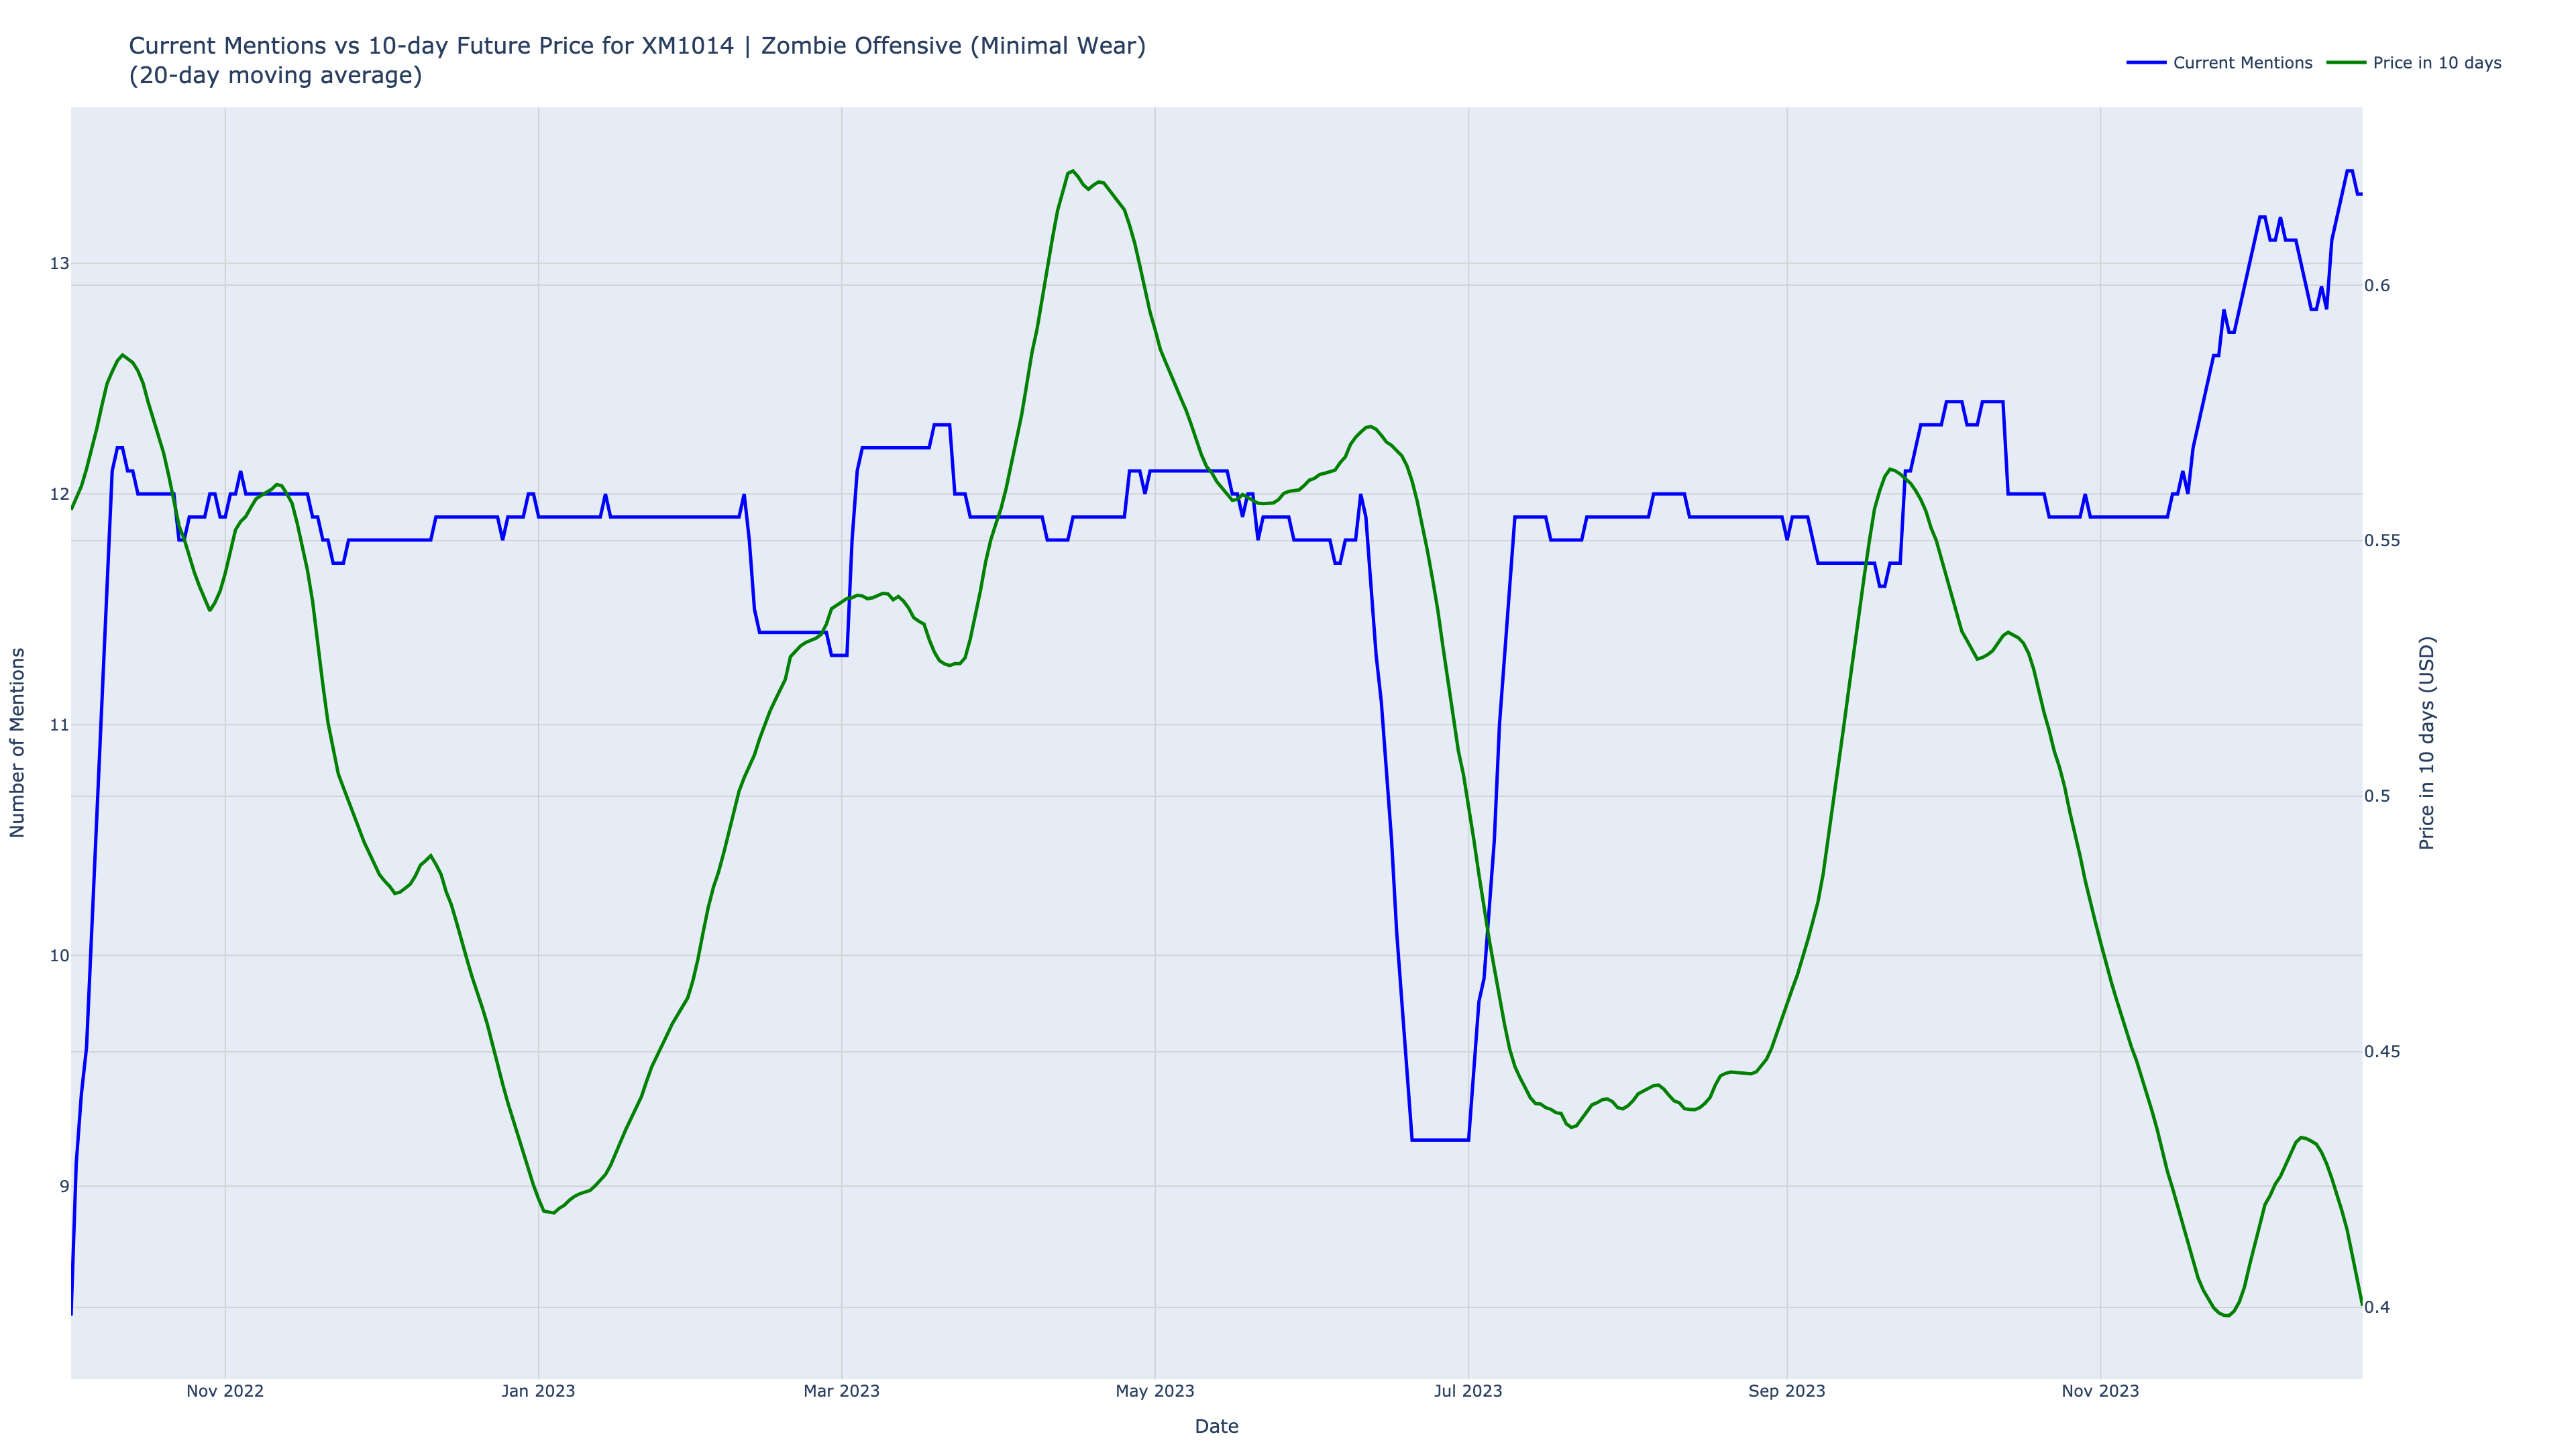 Current Mentions vs 10-day Future Price for XM1014 | Zombie Offensive (Minimal Wear)
(20-day moving average)
Current Mentions
Price in 10 days
13
12
11
10
9
Number of Mentions
0.6
0.55
0.5
0.45
0.4
Price in 10 days (USD)
Nov 2022
Jan 2023
Mar 2023
May 2023
Jul 2023
Sep 2023
Nov 2023
Date